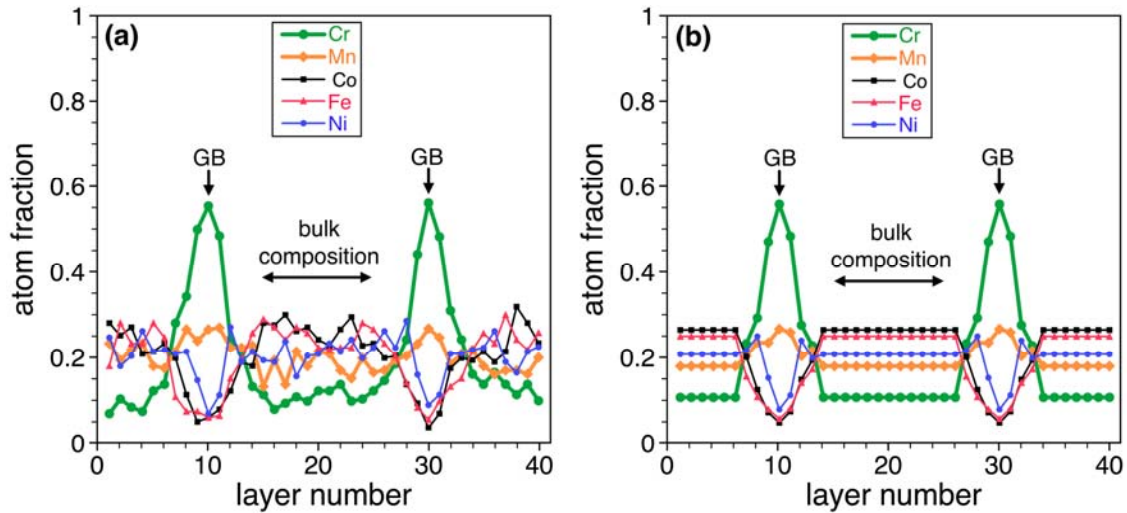 (a)
Cr
Mn
Co
Fe
Ni
GB
GB
bulk
composition
atom fraction
1
0.8
0.6
0.4
0.2
0
0
10
20
30
40
layer number
(b)
Cr
Mn
Co
Fe
Ni
GB
GB
bulk
composition
atom fraction
1
0.8
0.6
0.4
0.2
0
0
10
20
30
40
layer number